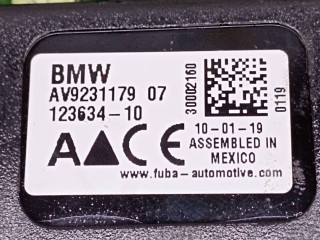 BMW
AV9231179 07
123634-10
30002160
0119
10-01-19
ASSEMBLED IN
MEXICO
www.fuba-automotive.com